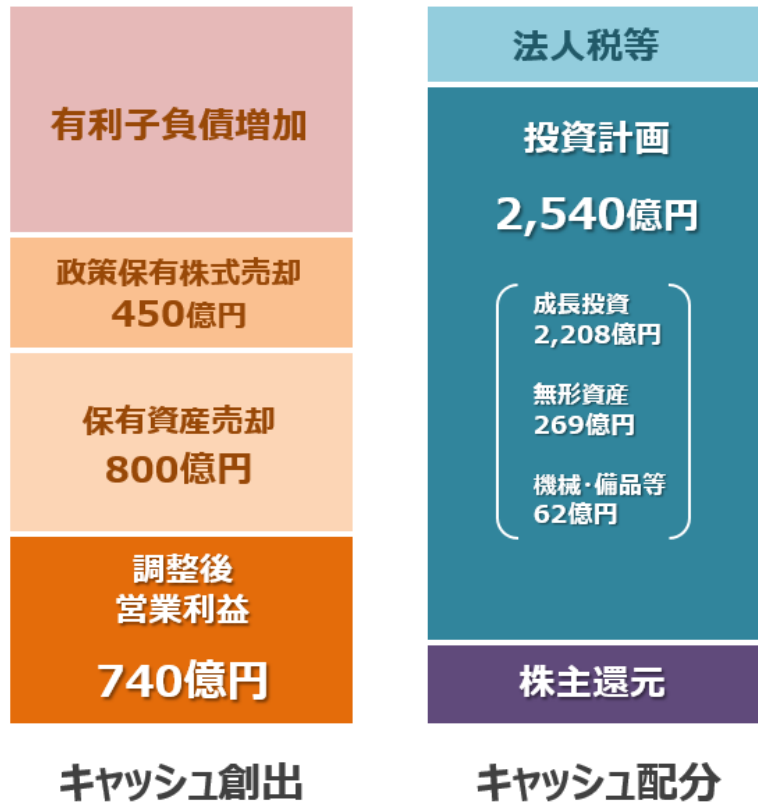 有利子負債増加
政策保有株式売却
450億円
保有資産売却
800億円
調整後
営業利益
740億円
キャッシュ創出
法人税等
投資計画
2,540億円
成長投資
2,208億円
無形資産
269億円
機械・備品等
62億円
株主還元
キャッシュ配分